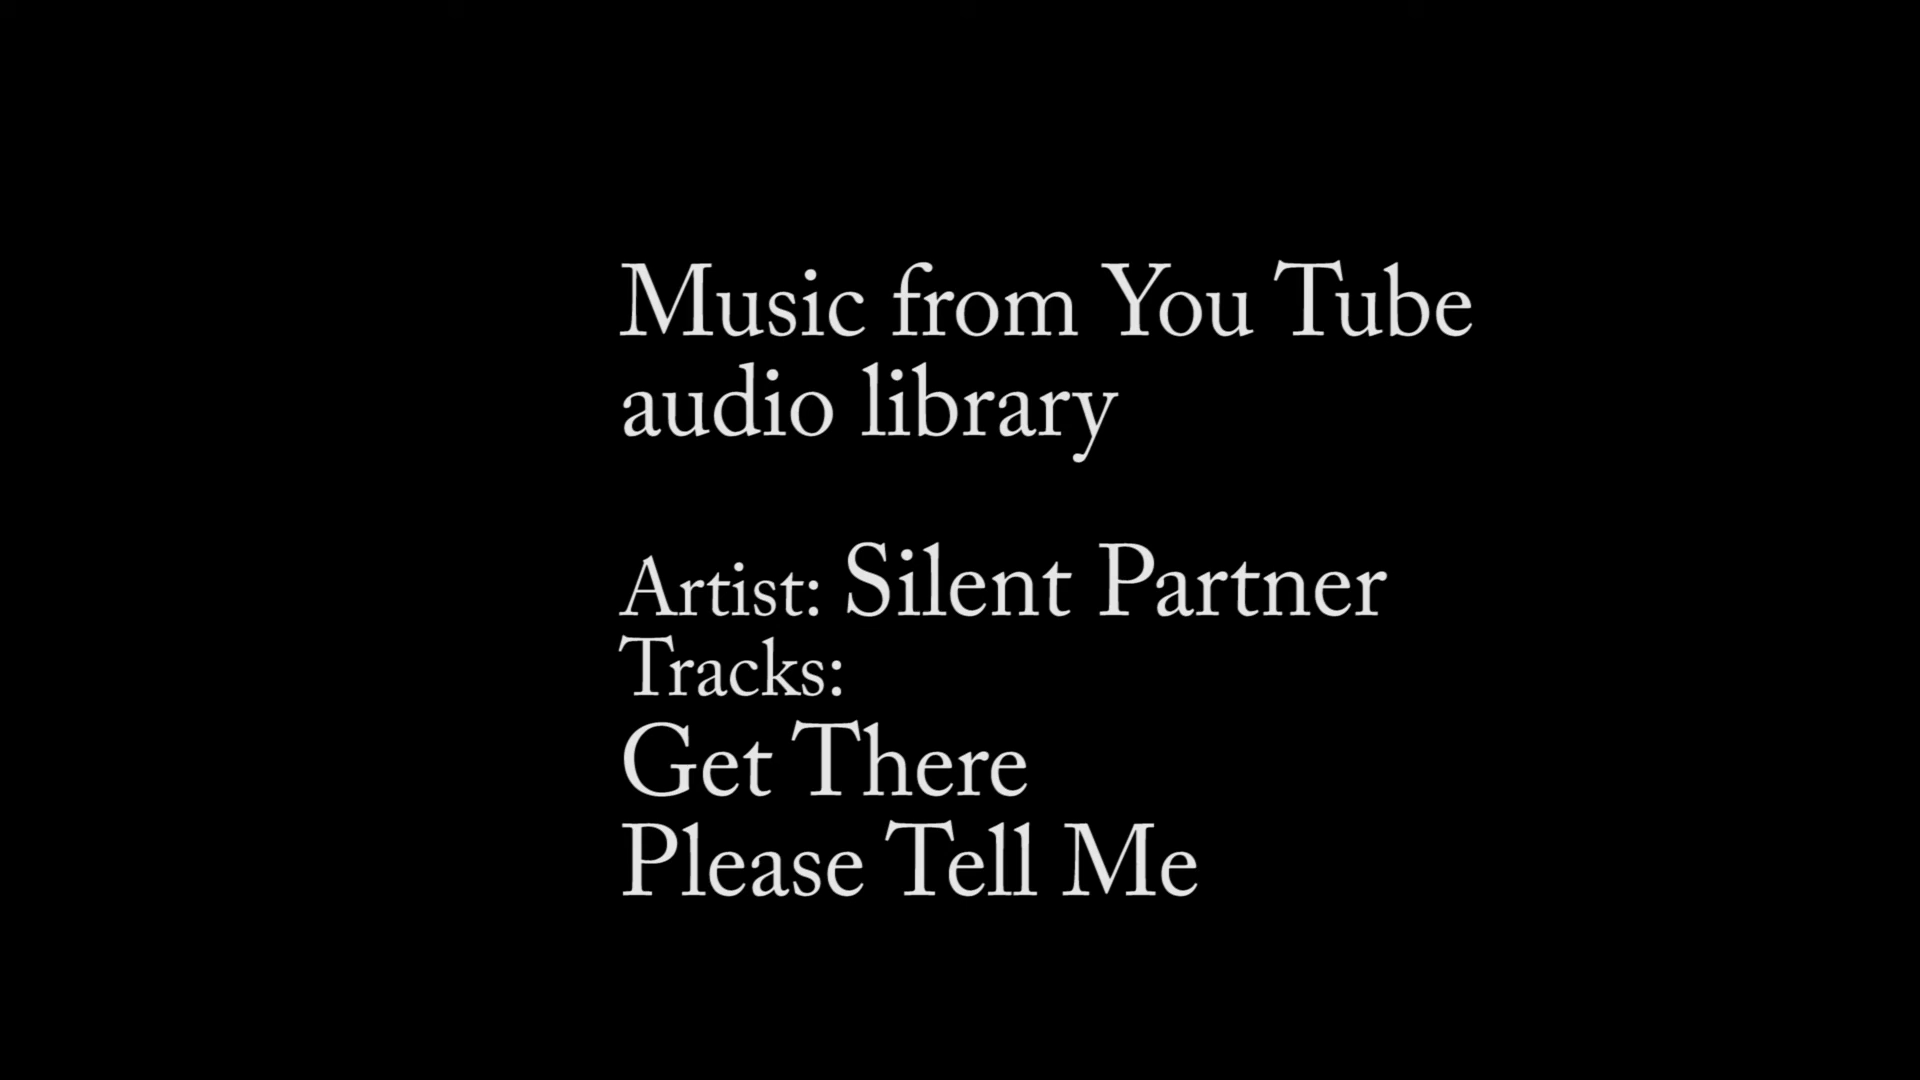 Music from You Tube
audio library
Artist: Silent Partner
Tracks:
Get There
Please Tell Me